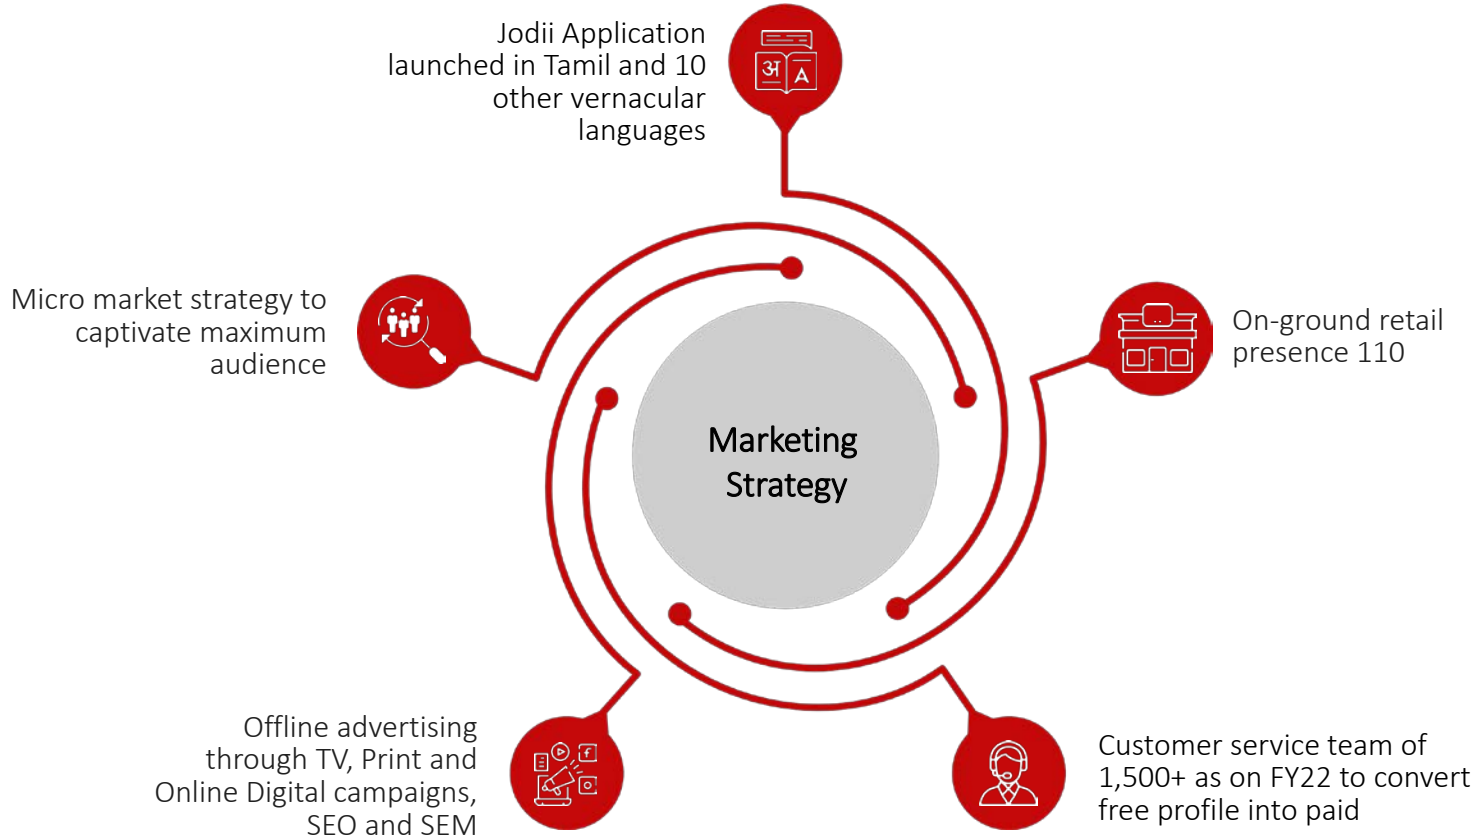 Jodii Application
launched in Tamil and 10
other vernacular
languages
अ A
Micro market strategy to
captivate maximum
audience
On-ground retail
presence 110
Marketing
Strategy
Offline advertising
through TV, Print and
Online Digital campaigns,
SEO and SEM
f
Customer service team of
1,500+ as on FY22 to convert
free profile into paid